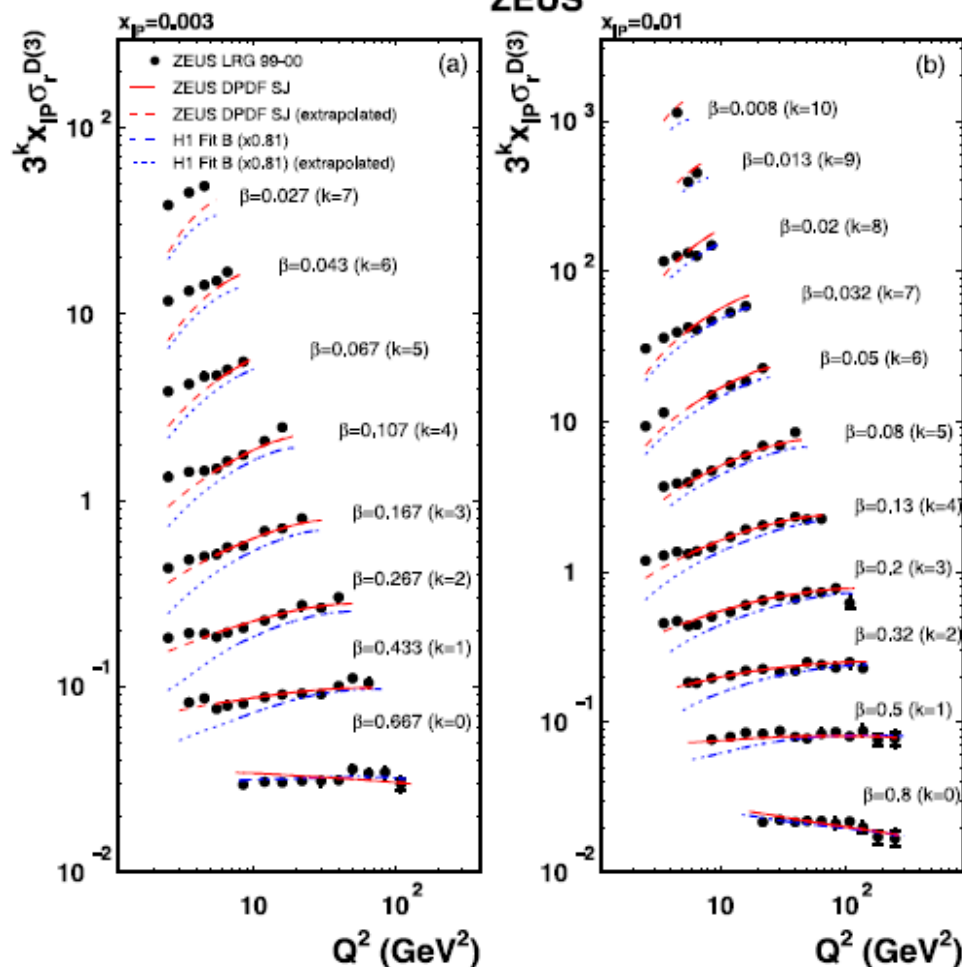 ZEUS
x_IP=0.003
x_IP=0.01
3^k x_IP σ_r^D(3)
(a)
ZEUS LRG 99-00
ZEUS DPDF SJ
ZEUS DPDF SJ (extrapolated)
H1 Fit B (x0.81)
H1 Fit B (x0.81) (extrapolated)
β=0.027 (k=7)
β=0.043 (k=6)
β=0.067 (k=5)
β=0.107 (k=4)
β=0.167 (k=3)
β=0.267 (k=2)
β=0.433 (k=1)
β=0.667 (k=0)
10^2
10
1
10^-1
10^-2
10
10^2
Q^2 (GeV^2)
3^k x_IP σ_r^D(3)
(b)
β=0.008 (k=10)
β=0.013 (k=9)
β=0.02 (k=8)
β=0.032 (k=7)
β=0.05 (k=6)
β=0.08 (k=5)
β=0.13 (k=4)
β=0.2 (k=3)
β=0.32 (k=2)
β=0.5 (k=1)
β=0.8 (k=0)
10^3
10^2
10
1
10^-1
10^-2
10
10^2
Q^2 (GeV^2)